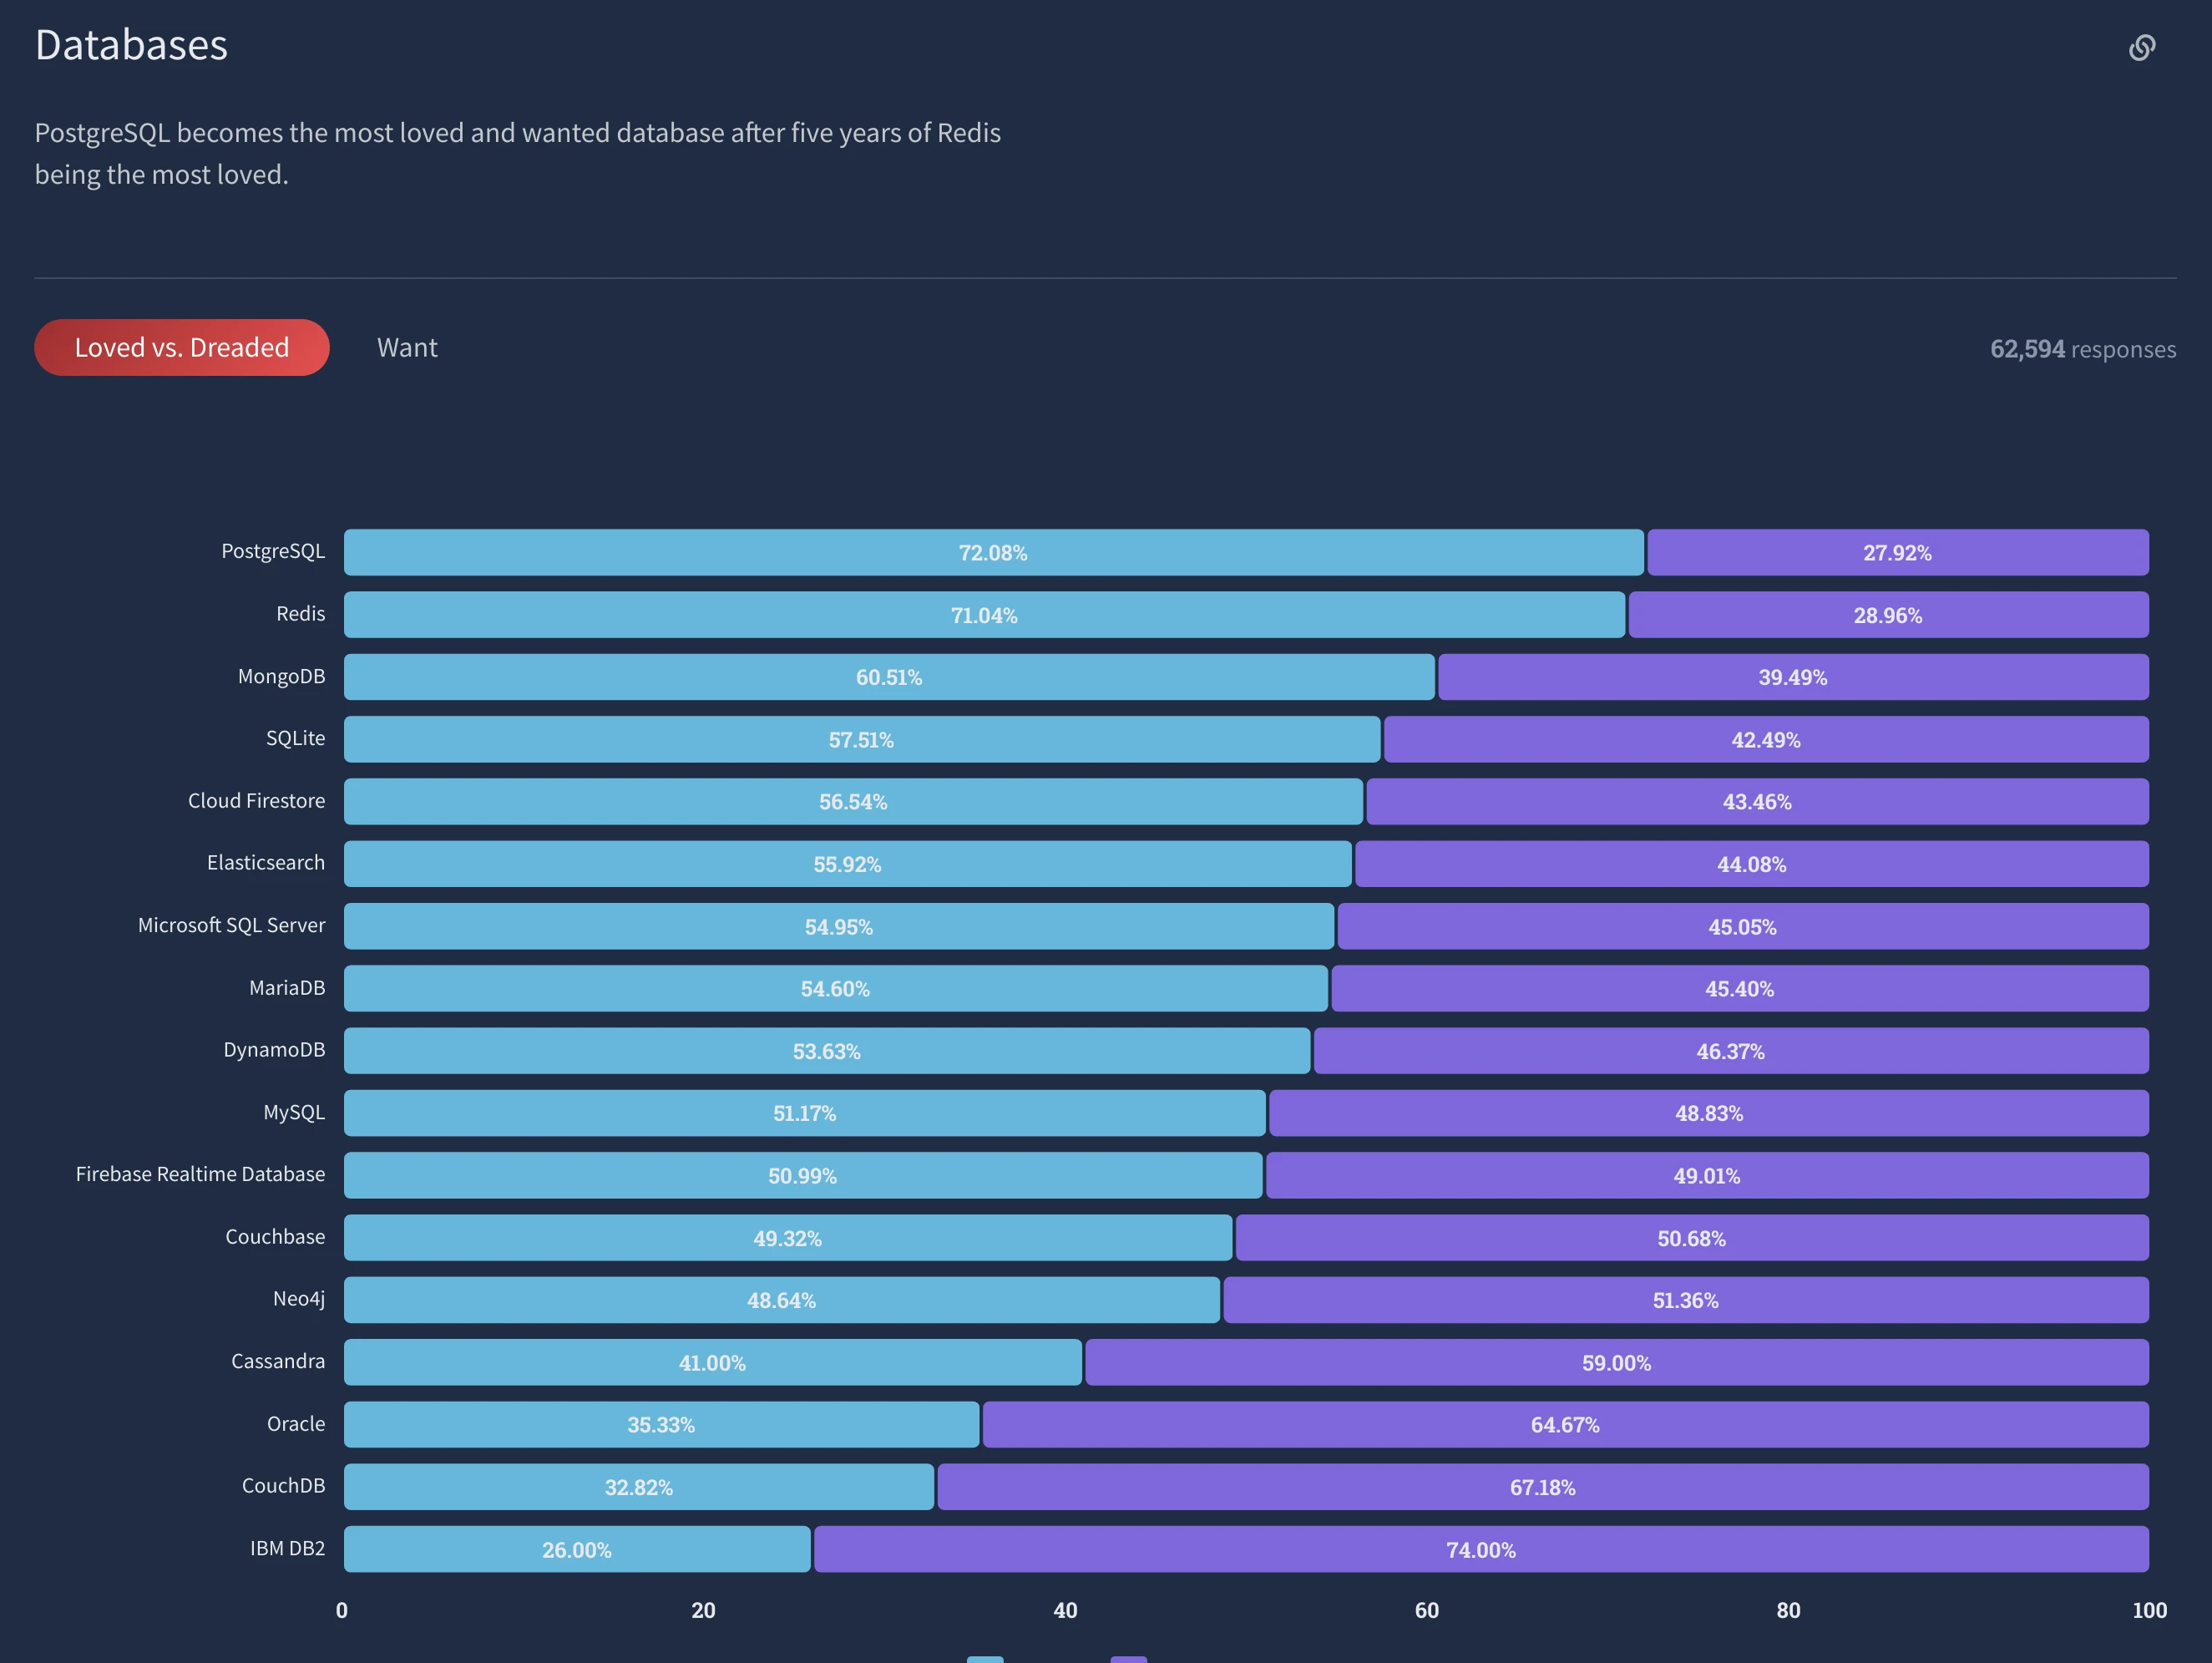 Databases
PostgreSQL becomes the most loved and wanted database after five years of Redis
being the most loved.
Loved vs. Dreaded
Want
62,594 responses
PostgreSQL 72.08% 27.92%
Redis 71.04% 28.96%
MongoDB 60.51% 39.49%
SQLite 57.51% 42.49%
Cloud Firestore 56.54% 43.46%
Elasticsearch 55.92% 44.08%
Microsoft SQL Server 54.95% 45.05%
MariaDB 54.60% 45.40%
DynamoDB 53.63% 46.37%
MySQL 51.17% 48.83%
Firebase Realtime Database 50.99% 49.01%
Couchbase 49.32% 50.68%
Neo4j 48.64% 51.36%
Cassandra 41.00% 59.00%
Oracle 35.33% 64.67%
CouchDB 32.82% 67.18%
IBM DB2 26.00% 74.00%
0 20 40 60 80 100